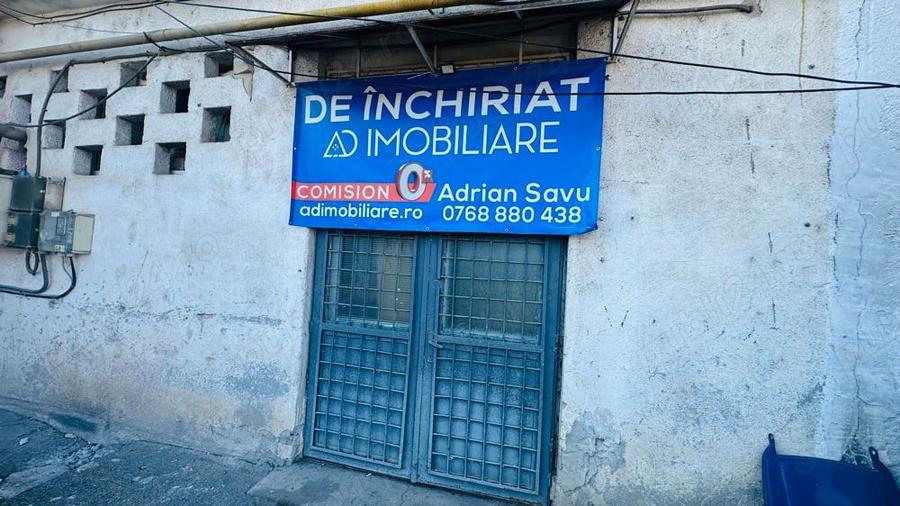 DE ÎNCHIRIAT
AD IMOBILIARE
COMISION 0%
Adrian Savu
adimobiliare.ro 0768 880 438